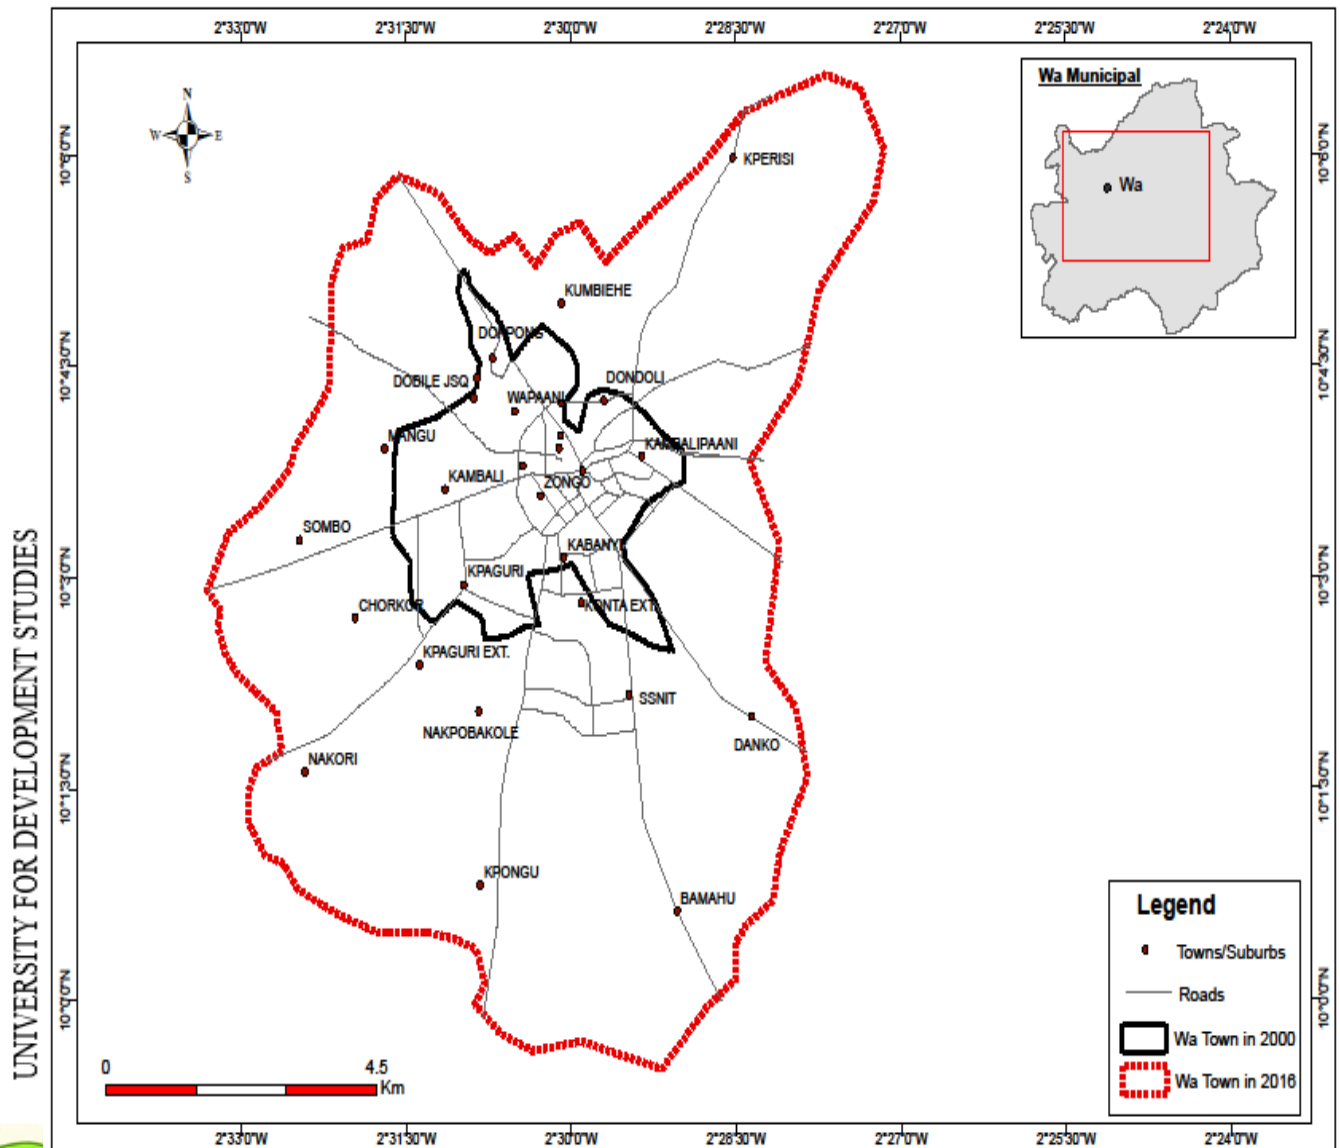 2°33'0"W 2°31'30"W 2°30'0"W 2°28'30"W 2°27'0"W 2°25'30"W 2°24'0"W
Wa Municipal
Wa
N
W E
S
10°6'0"N 10°6'0"N
KPERISI
KUMBIEHE
10°4'30"N 10°4'30"N
DOBILE JSQ
DONDOLI
WAPAANI
MANGU
KAMBALIPAANI
KAMBALI
ZONGO
SOMBO
KABANYE
10°3'0"N 10°3'0"N
KPAGURI
CHORKOR
KONTA EXT.
KPAGURI EXT.
SSNIT
NAKPOBAKOLE
DANKO
NAKORI
10°1'30"N 10°1'30"N
KPONGU
BAMAHU
10°0'0"N 10°0'0"N
Legend
Towns/Suburbs
Roads
Wa Town in 2000
Wa Town in 2016
0 4.5
Km
2°33'0"W 2°31'30"W 2°30'0"W 2°28'30"W 2°27'0"W 2°25'30"W 2°24'0"W
UNIVERSITY FOR DEVELOPMENT STUDIES